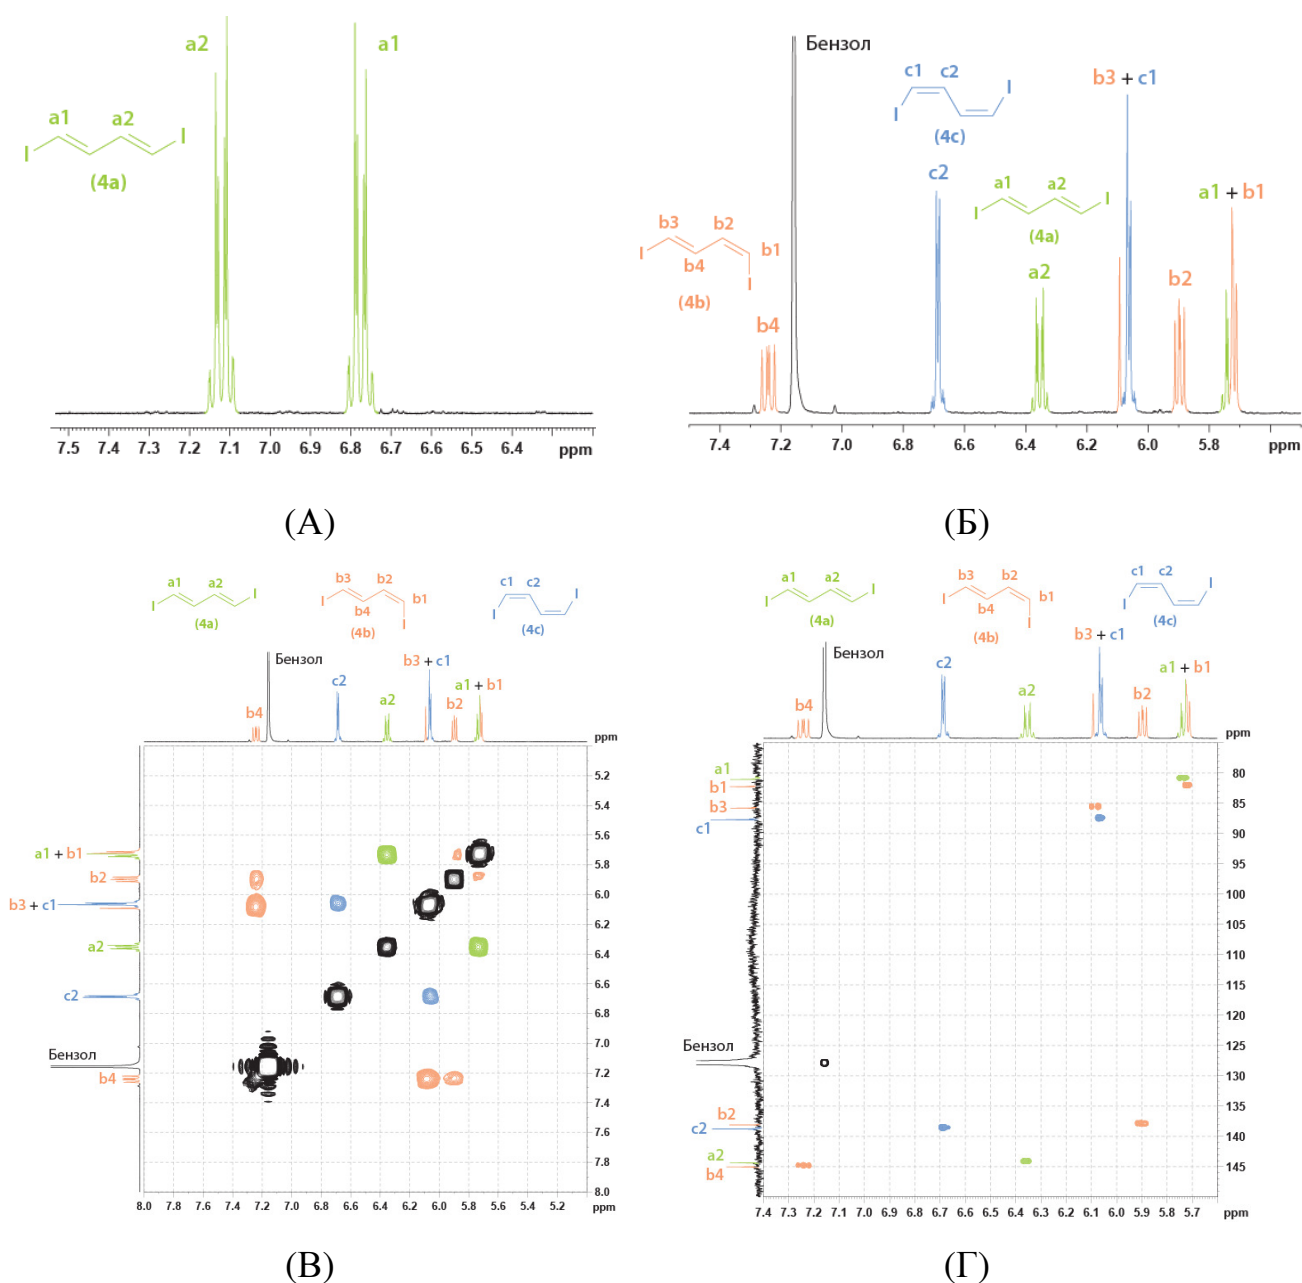 a2
a1
a1
a2
I
I
(4a)
7.5 7.4 7.3 7.2 7.1 7.0 6.9 6.8 6.7 6.6 6.5 6.4 ppm
(А)
Бензол
c1 c2
I
I
(4c)
b3 + c1
c2
a1 a2
I
I
(4a)
a1 + b1
b3 b2
b1
I
b4
I
(4b)
a2
b2
b4
7.4 7.2 7.0 6.8 6.6 6.4 6.2 6.0 5.8 ppm
(Б)
a1 a2
I
I
(4a)
b3 b2
b1
I
b4
I
(4b)
c1 c2
I
I
(4c)
Бензол
b3 + c1
c2
a1 + b1
a2
b2
b4
ppm
5.2
5.4
5.6
5.8
6.0
6.2
6.4
6.6
6.8
7.0
7.2
7.4
7.6
7.8
8.0
a1 + b1
b2
b3 + c1
a2
c2
Бензол
b4
8.0 7.8 7.6 7.4 7.2 7.0 6.8 6.6 6.4 6.2 6.0 5.8 5.6 5.4 5.2 ppm
(В)
a1 a2
I
I
(4a)
b3 b2
b1
I
b4
I
(4b)
c1 c2
I
I
(4c)
Бензол
b3 + c1
c2
a1 + b1
a2
b2
b4
ppm
80
85
90
95
100
105
110
115
120
125
130
135
140
145
a1
b1
b3
c1
Бензол
b2
c2
a2
b4
7.4 7.3 7.2 7.1 7.0 6.9 6.8 6.7 6.6 6.5 6.4 6.3 6.2 6.1 6.0 5.9 5.8 5.7 ppm
(Г)